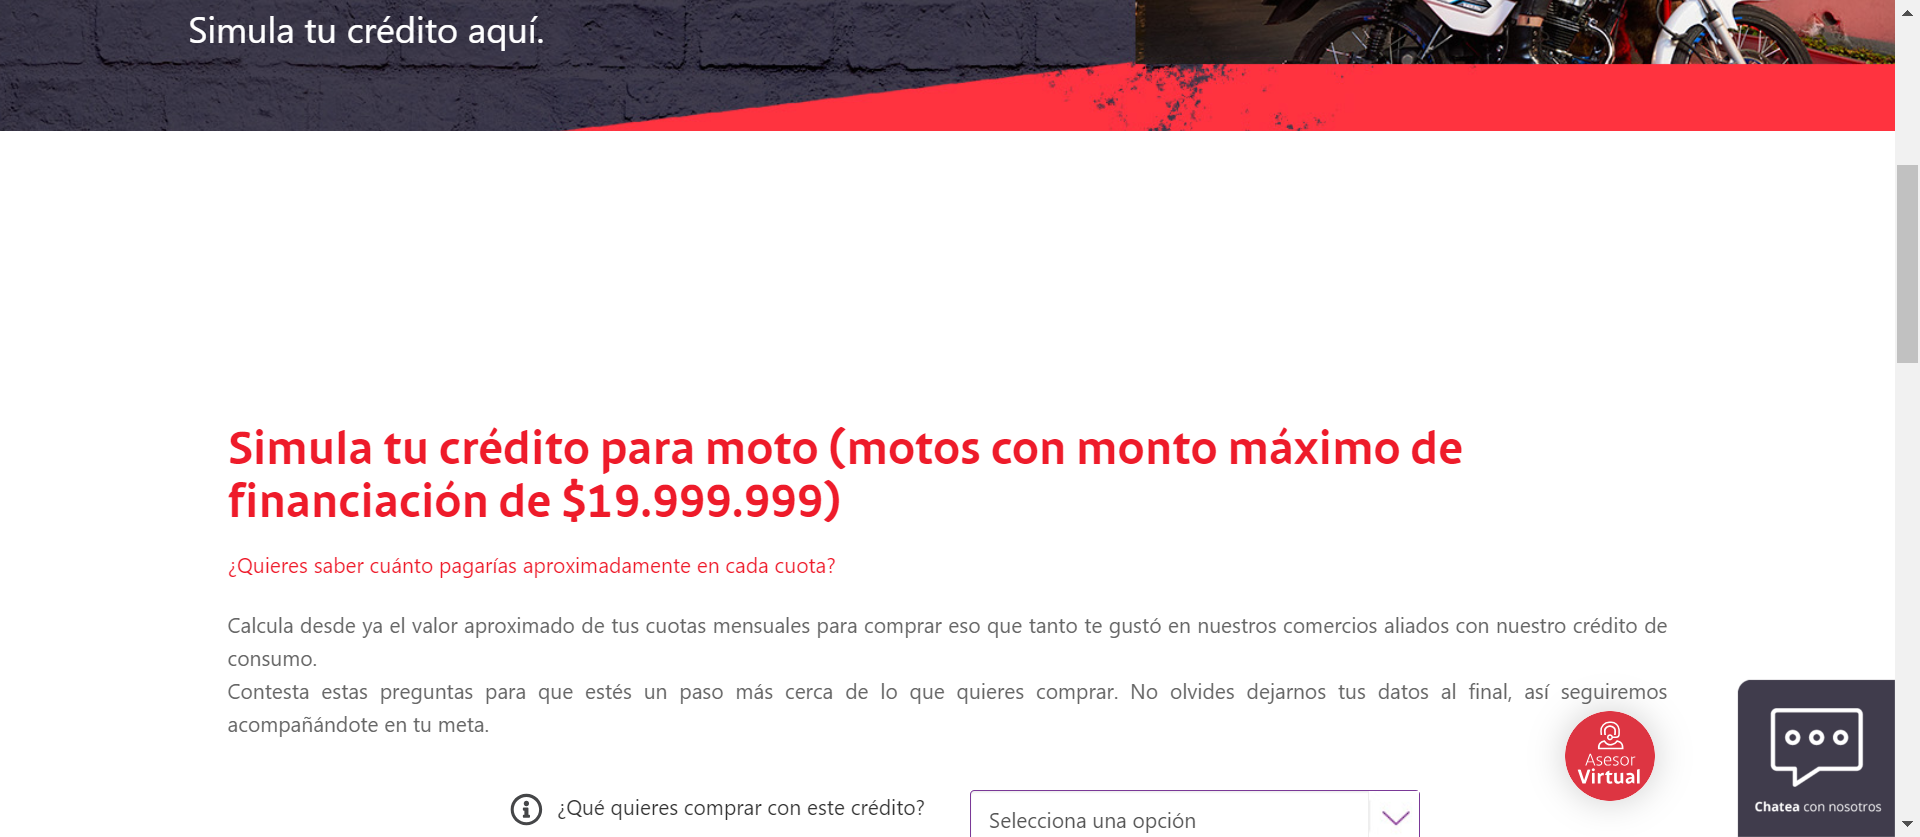 Simula tu crédito aquí.
Simula tu crédito para moto (motos con monto máximo de
financiación de $19.999.999)
¿Quieres saber cuánto pagarías aproximadamente en cada cuota?
Calcula desde ya el valor aproximado de tus cuotas mensuales para comprar eso que tanto te gustó en nuestros comercios aliados con nuestro crédito de
consumo.
Contesta estas preguntas para que estés un paso más cerca de lo que quieres comprar. No olvides dejarnos tus datos al final, así seguiremos
acompañándote en tu meta.
Asesor
Virtual
Chatea con nosotros
¿Qué quieres comprar con este crédito?
Selecciona una opción